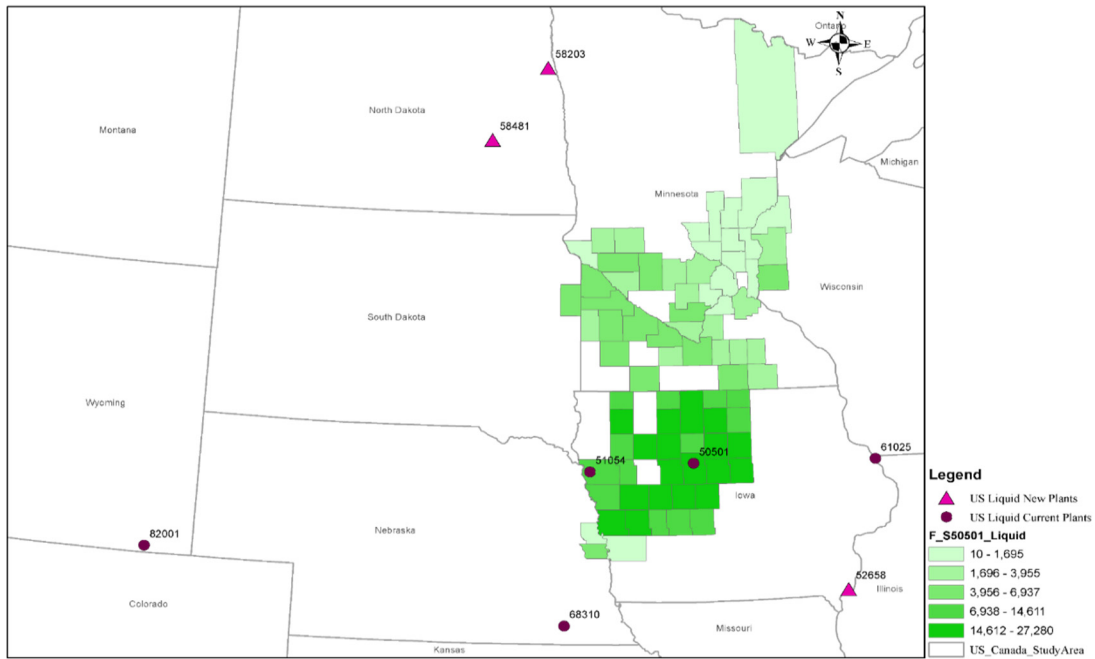 Ontario
N
W E
S
58203
North Dakota
Montana
58481
Michigan
Minnesota
Wisconsin
South Dakota
Wyoming
61025
50501
51054
Iowa
82001
Nebraska
52658
Illinois
Colorado
68310
Missouri
Kansas
Legend
US Liquid New Plants
US Liquid Current Plants
F_S50501_Liquid
10 - 1,695
1,696 - 3,955
3,956 - 6,937
6,938 - 14,611
14,612 - 27,280
US_Canada_StudyArea